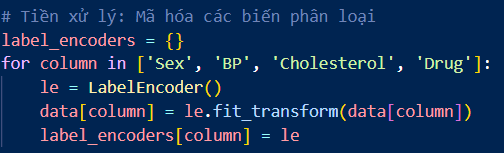 # Tiền xử lý: Mã hóa các biến phân loại
label_encoders = {}
for column in ['Sex', 'BP', 'Cholesterol', 'Drug']:
    le = LabelEncoder()
    data[column] = le.fit_transform(data[column])
    label_encoders[column] = le